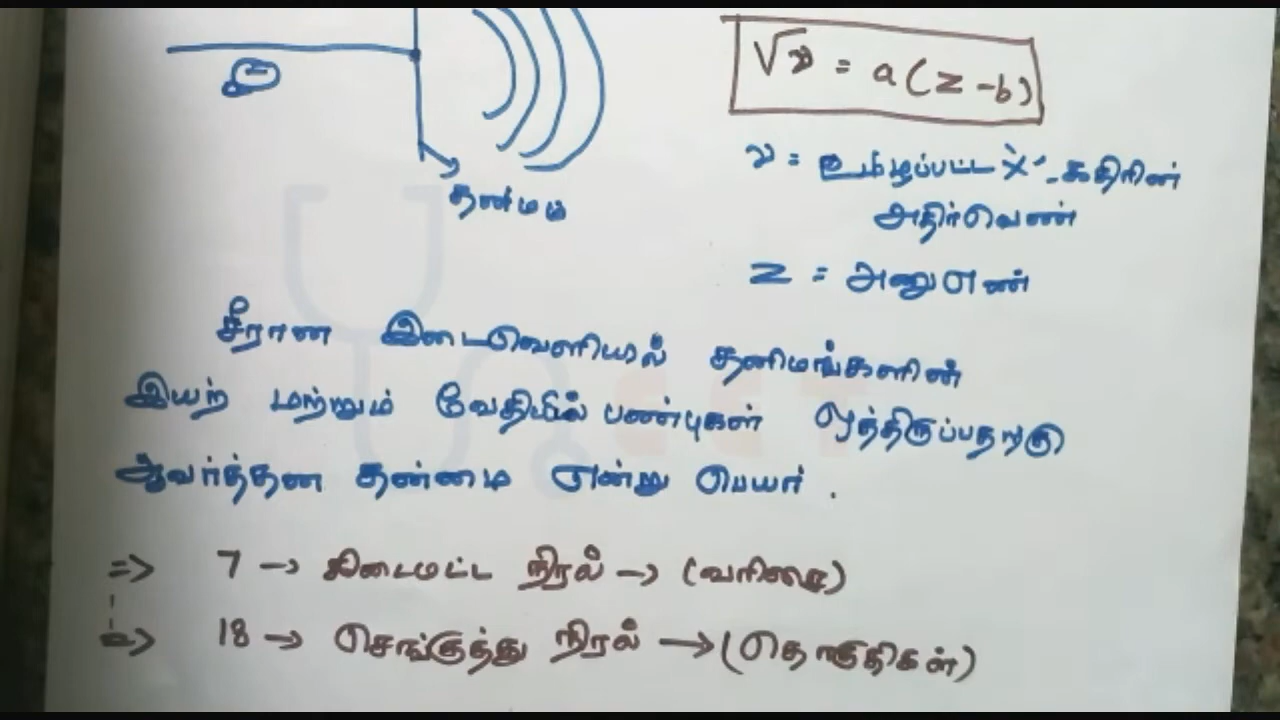 √ν = a(Z-b)
தனிமம்
ν = உமிழப்பட்ட X-கதிரின்
அதிர்வெண்
Z = அணு எண்
சீரான இடைவெளியில் தனிமங்களின்
இயற் மற்றும் வேதியில் பண்புகள் ஒத்திருப்பதற்கு
ஆவர்த்தன தன்மை என்று பெயர் .
=> 7 → கிடைமட்ட நிரல் → (வரிசை)
=> 18 → செங்குத்து நிரல் → (தொகுதிகள்)